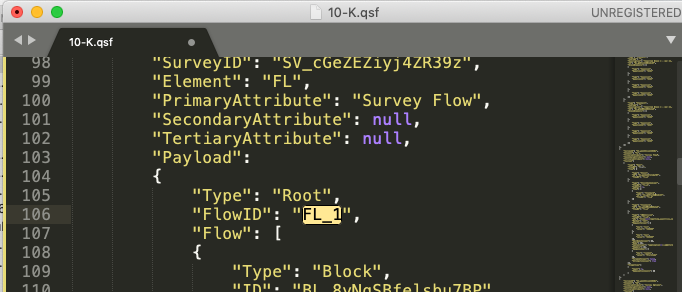 10-K.qsf
UNREGISTERED
10-K.qsf
98 "SurveyID": "SV_cGeZEZiyj4ZR39z",
99 "Element": "FL",
100 "PrimaryAttribute": "Survey Flow",
101 "SecondaryAttribute": null,
102 "TertiaryAttribute": null,
103 "Payload":
104 {
105 "Type": "Root",
106 "FlowID": "FL_1",
107 "Flow": [
108 {
109 "Type": "Block",
110 "ID": "BL_8yNgSBfelsbu7BP"